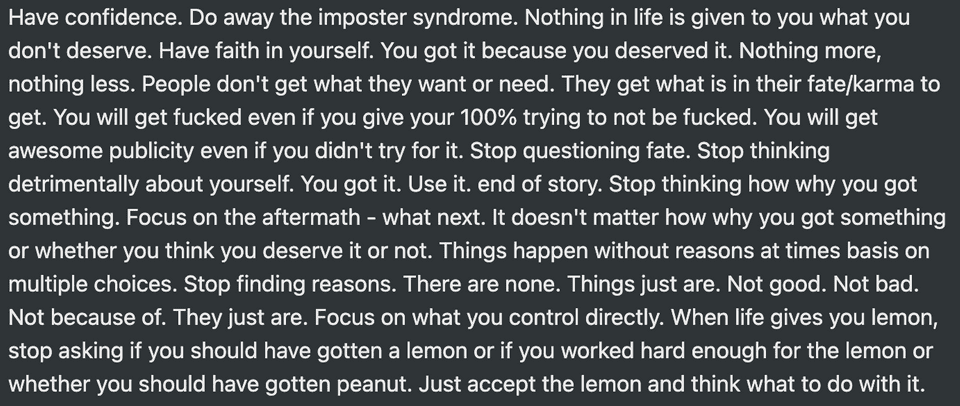 Have confidence. Do away the imposter syndrome. Nothing in life is given to you what you
don't deserve. Have faith in yourself. You got it because you deserved it. Nothing more,
nothing less. People don't get what they want or need. They get what is in their fate/karma to
get. You will get fucked even if you give your 100% trying to not be fucked. You will get
awesome publicity even if you didn't try for it. Stop questioning fate. Stop thinking
detrimentally about yourself. You got it. Use it. end of story. Stop thinking how why you got
something. Focus on the aftermath - what next. It doesn't matter how why you got something
or whether you think you deserve it or not. Things happen without reasons at times basis on
multiple choices. Stop finding reasons. There are none. Things just are. Not good. Not bad.
Not because of. They just are. Focus on what you control directly. When life gives you lemon,
stop asking if you should have gotten a lemon or if you worked hard enough for the lemon or
whether you should have gotten peanut. Just accept the lemon and think what to do with it.